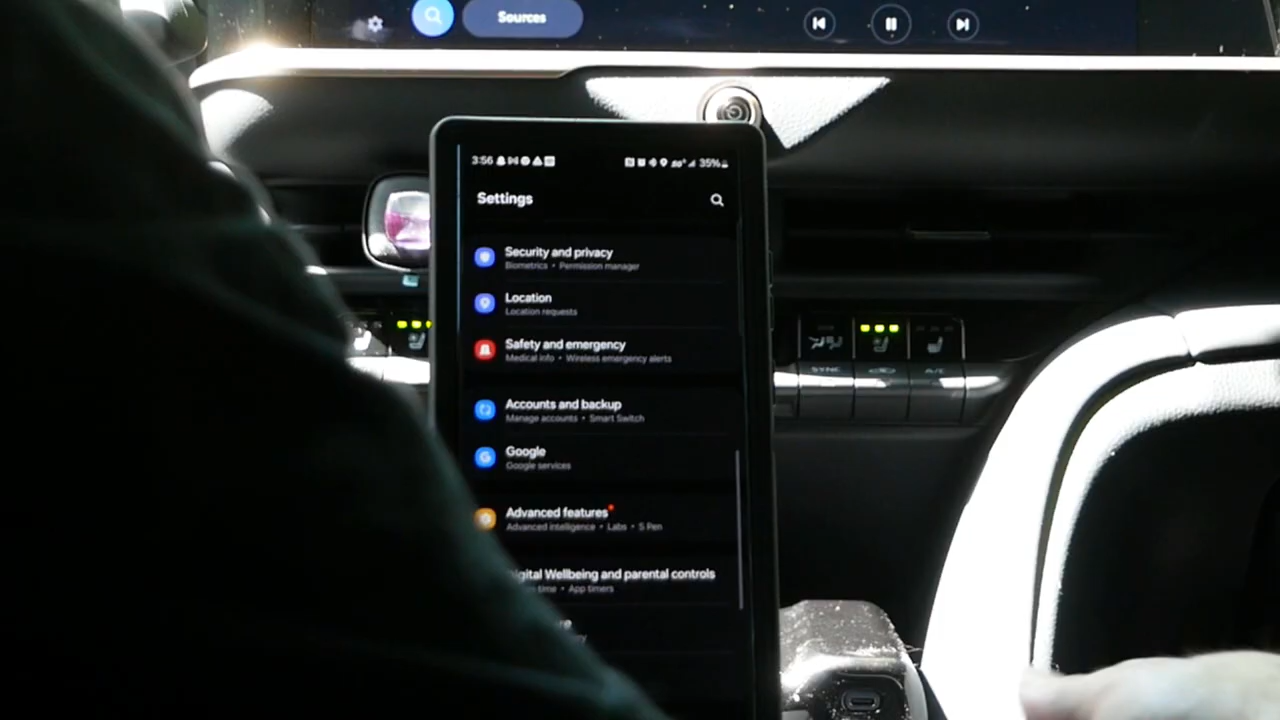 Sources
3:56
35%
Settings
Security and privacy
Biometrics • Permission manager
Location
Location requests
Safety and emergency
Medical info • Wireless emergency alerts
Accounts and backup
Manage accounts • Smart Switch
Google
Google services
Advanced features
Advanced intelligence • Labs • S Pen
igital Wellbeing and parental controls
time • App timers
SYNC
A/C